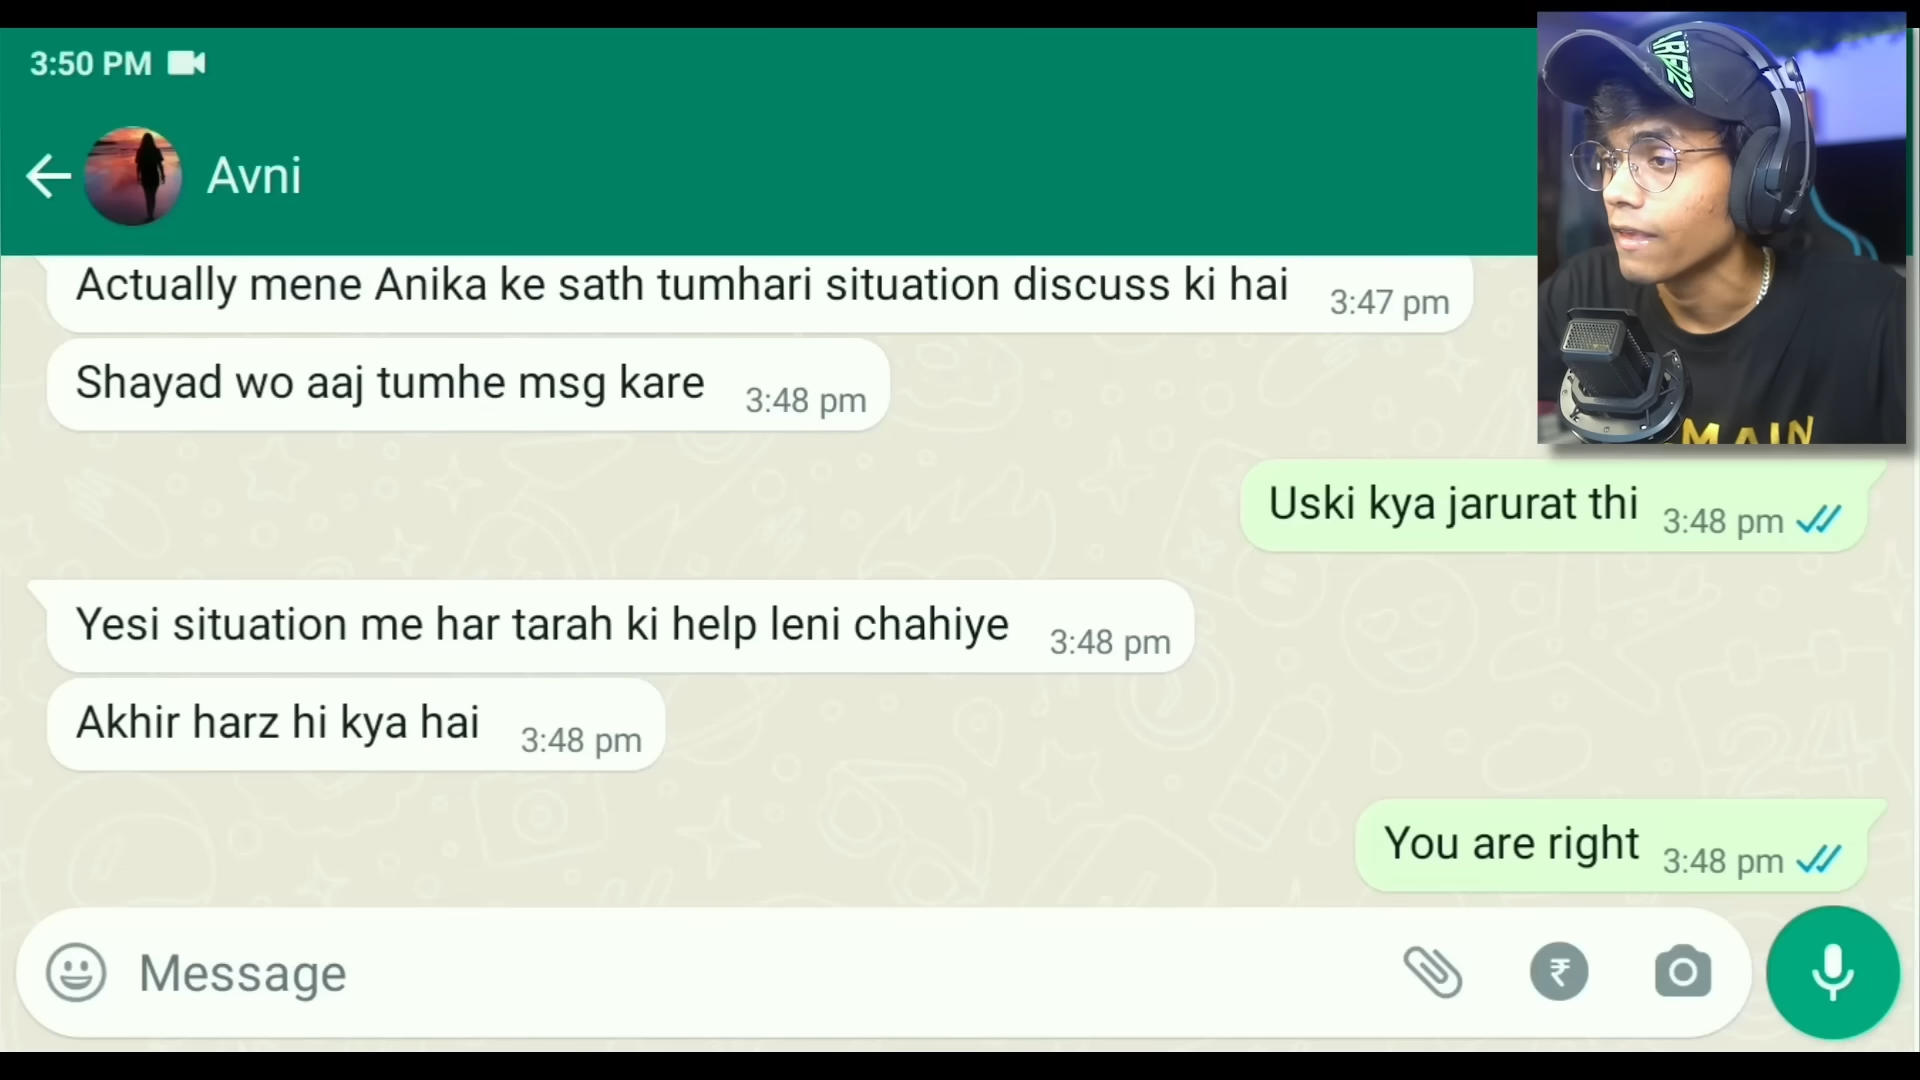 3:50 PM
Avni
Actually mene Anika ke sath tumhari situation discuss ki hai 3:47 pm
Shayad wo aaj tumhe msg kare 3:48 pm
Uski kya jarurat thi 3:48 pm
Yesi situation me har tarah ki help leni chahiye 3:48 pm
Akhir harz hi kya hai 3:48 pm
You are right 3:48 pm
Message
₹
MAIN